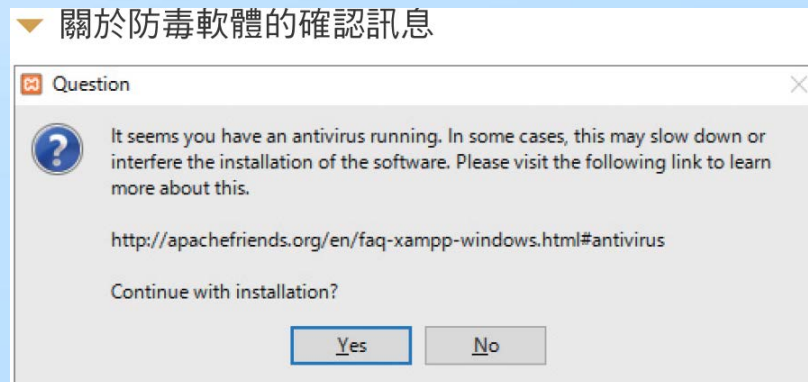 關於防毒軟體的確認訊息
Question
It seems you have an antivirus running. In some cases, this may slow down or
interfere the installation of the software. Please visit the following link to learn
more about this.
http://apachefriends.org/en/faq-xampp-windows.html#antivirus
Continue with installation?
Yes
No